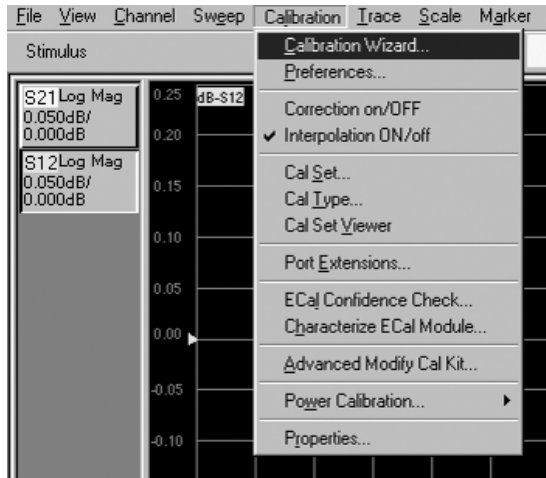 File View Channel Sweep Calibration Trace Scale Marker
Stimulus
S21 Log Mag
0.050dB/
0.000dB
S12 Log Mag
0.050dB/
0.000dB
0.25
dB-S12
0.20
0.15
0.10
0.05
0.00
-0.05
-0.10
Calibration Wizard...
Preferences...
Correction on/OFF
✔ Interpolation ON/off
Cal Set...
Cal Type...
Cal Set Viewer
Port Extensions...
ECal Confidence Check...
Characterize ECal Module...
Advanced Modify Cal Kit...
Power Calibration...
Properties...